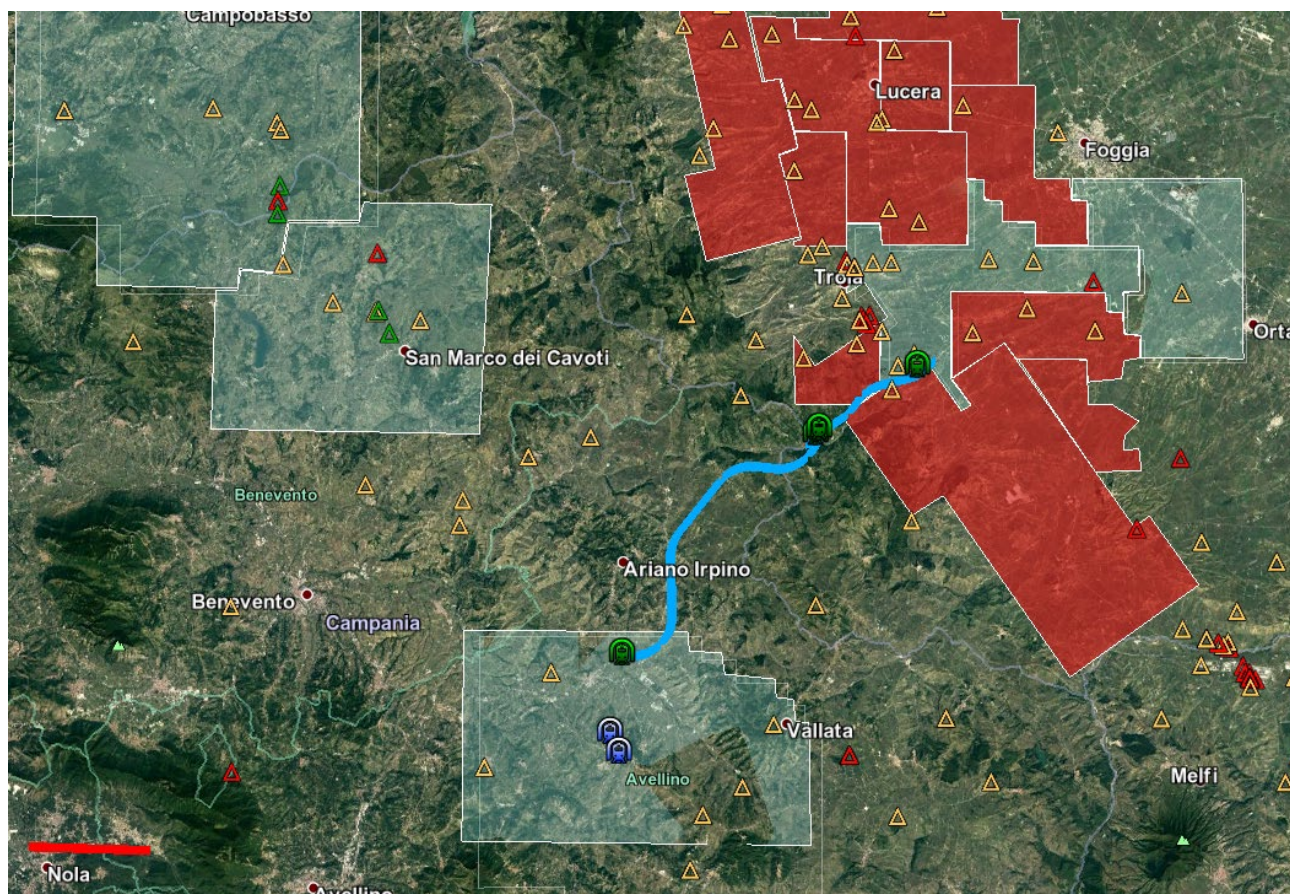 Campobasso
Lucera
Foggia
Troia
Orta
San Marco dei Cavoti
Benevento
Ariano Irpino
Benevento
Campania
Vallata
Avellino
Melfi
Nola
Avellino